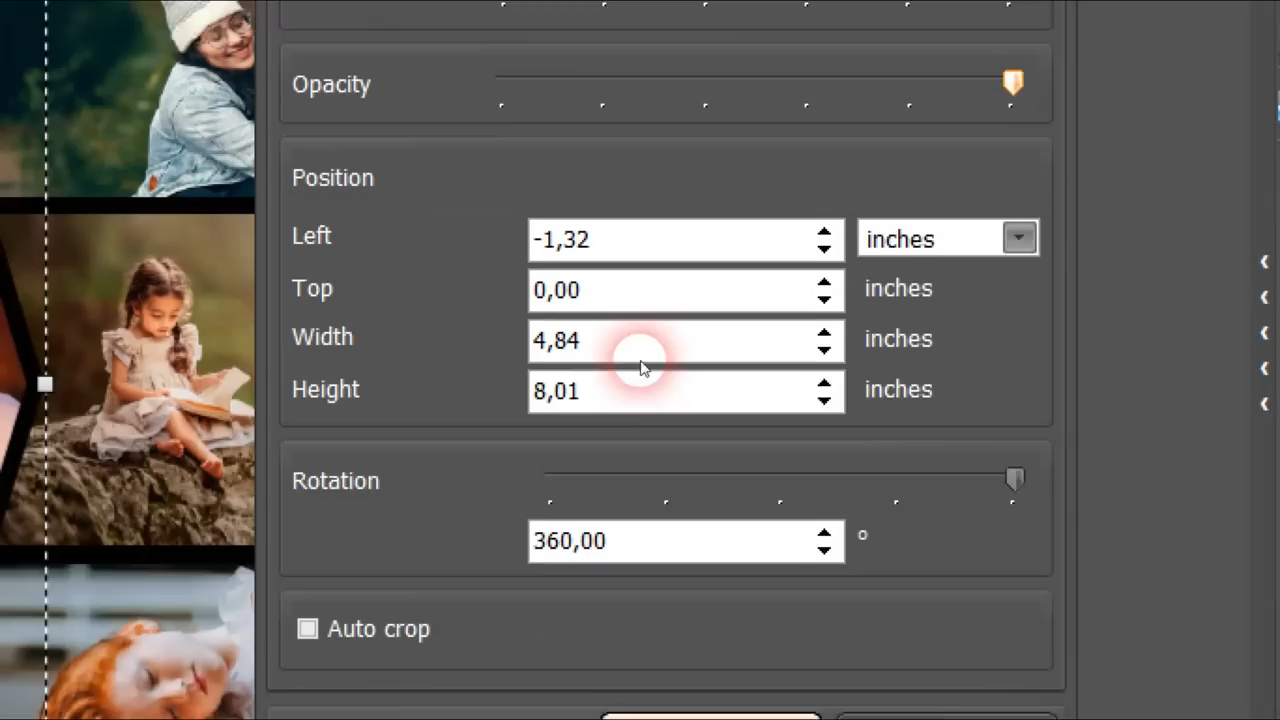 Opacity
Position
Left -1,32 inches
Top 0,00 inches
Width 4,84 inches
Height 8,01 inches
Rotation
360,00 °
Auto crop